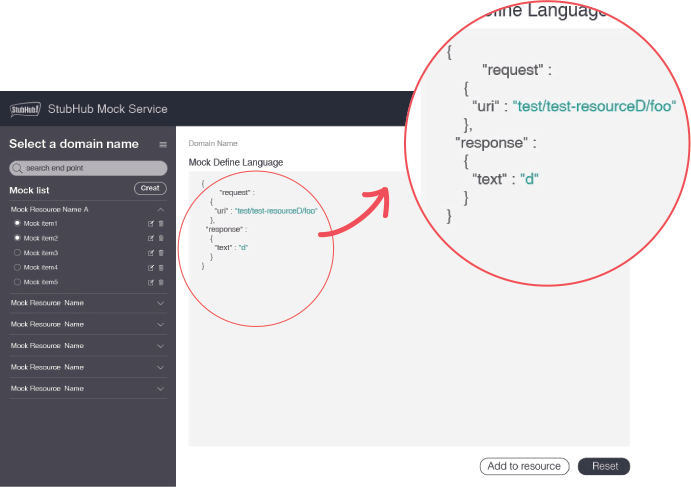 StubHub!
StubHub Mock Service
Select a domain name
search end point
Mock list
Creat
Mock Resource Name A
Mock item1
Mock item2
Mock item3
Mock item4
Mock item5
Mock Resource Name
Mock Resource Name
Mock Resource Name
Mock Resource Name
Mock Resource Name
Domain Name
Mock Define Language
{
"request" :
{
"uri" : "test/test-resourceD/foo"
},
"response" :
{
"text" : "d"
}
}
Define Language
{
"request" :
{
"uri" : "test/test-resourceD/foo"
},
"response" :
{
"text" : "d"
}
}
Add to resource
Reset